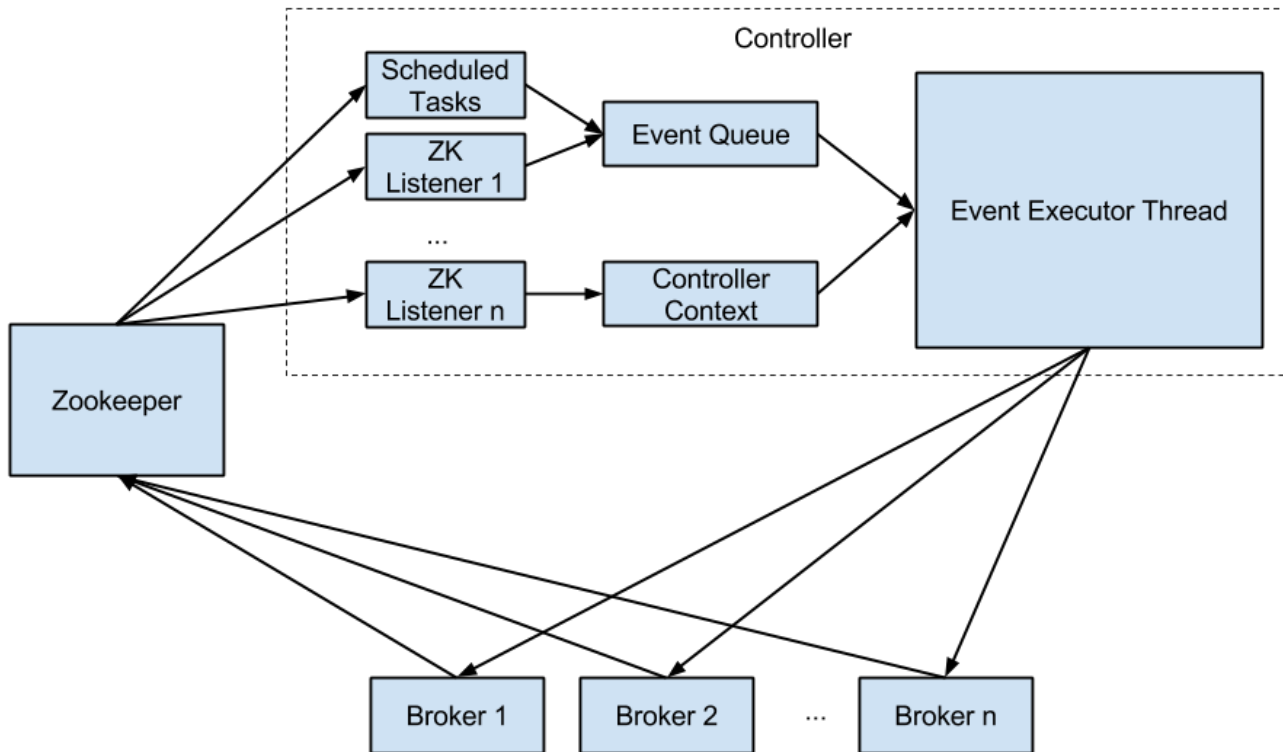 Controller
Scheduled
Tasks
ZK
Listener 1
...
ZK
Listener n
Event Queue
Controller
Context
Event Executor Thread
Zookeeper
Broker 1
Broker 2
...
Broker n